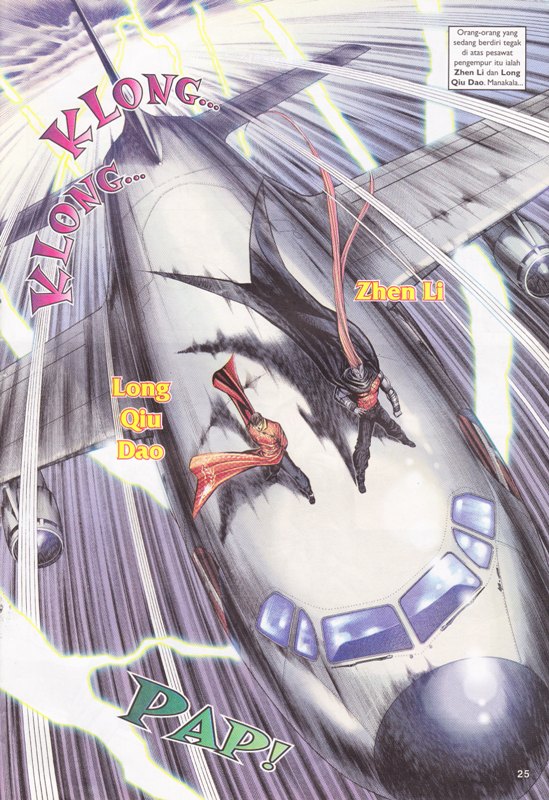 Orang-orang yang
sedang berdiri tegak
di atas pesawat
pengempur itu ialah
Zhen Li dan Long
Qiu Dao. Manakala...
KLONG...
KLONG...
Zhen Li
Long
Qiu
Dao
PAP!
25